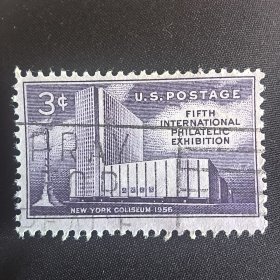 3¢ U.S. POSTAGE
FIFTH
INTERNATIONAL
PHILATELIC
EXHIBITION
NEW YORK COLISEUM 1956